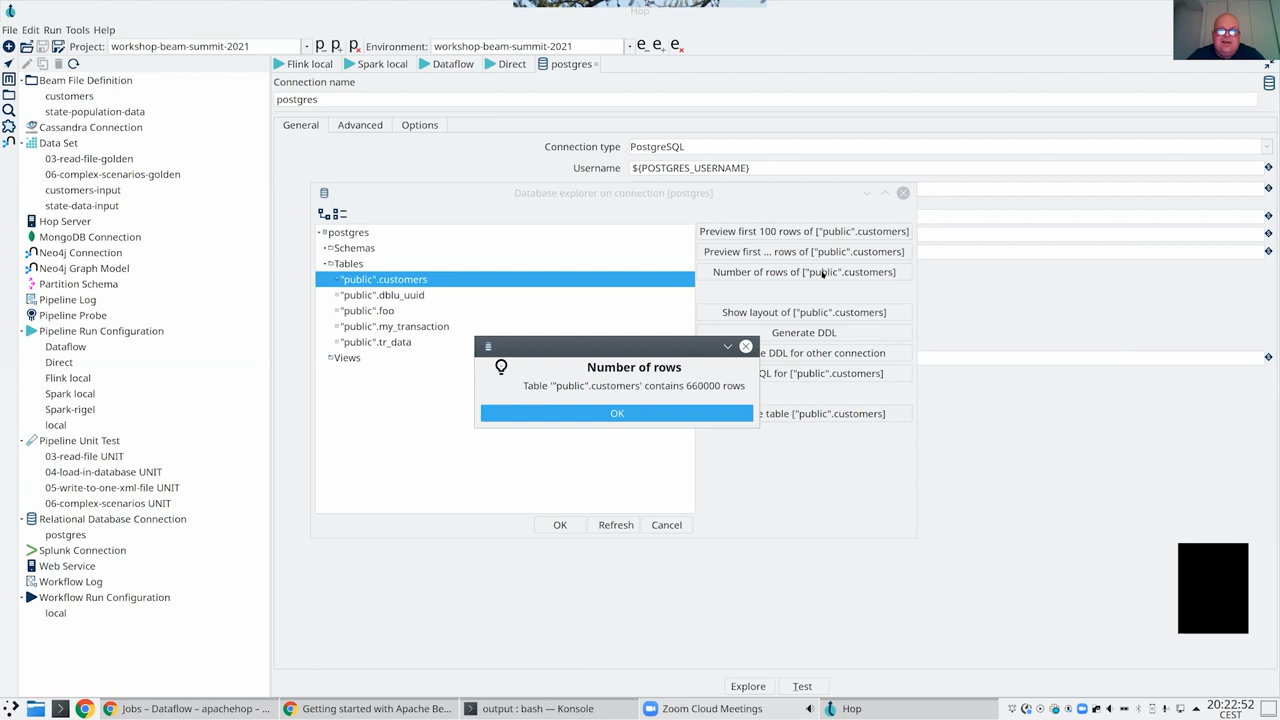 Hop
File Edit Run Tools Help
Project: workshop-beam-summit-2021 Environment: workshop-beam-summit-2021
Flink local Spark local Dataflow Direct postgres
Beam File Definition
customers
state-population-data
Cassandra Connection
Data Set
03-read-file-golden
06-complex-scenarios-golden
customers-input
state-data-input
Hop Server
MongoDB Connection
Neo4j Connection
Neo4j Graph Model
Partition Schema
Pipeline Log
Pipeline Probe
Pipeline Run Configuration
Dataflow
Direct
Flink local
Spark local
Spark-rigel
local
Pipeline Unit Test
03-read-file UNIT
04-load-in-database UNIT
05-write-to-one-xml-file UNIT
06-complex-scenarios UNIT
Relational Database Connection
postgres
Splunk Connection
Web Service
Workflow Log
Workflow Run Configuration
local
Connection name
postgres
General Advanced Options
Connection type PostgreSQL
Username ${POSTGRES_USERNAME}
Database explorer on connection [postgres]
postgres
Schemas
Tables
"public".customers
"public".dblu_uuid
"public".foo
"public".my_transaction
"public".tr_data
Views
Preview first 100 rows of ["public".customers]
Preview first ... rows of ["public".customers]
Number of rows of ["public".customers]
Show layout of ["public".customers]
Generate DDL
DDL for other connection
for ["public".customers]
table ["public".customers]
Number of rows
Table '"public".customers' contains 660000 rows
OK
OK Refresh Cancel
Explore Test
Jobs – Dataflow – apachehop – ... Getting started with Apache Be... output : bash — Konsole Zoom Cloud Meetings Hop
20:22:52
CEST